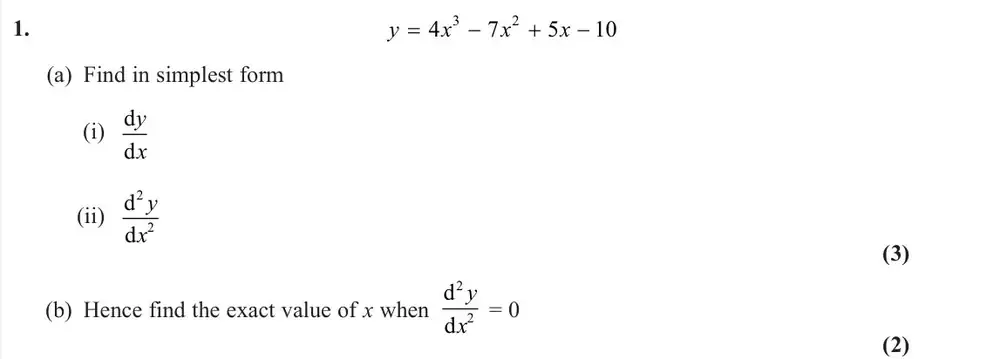 1. y = 4x³ − 7x² + 5x − 10
(a) Find in simplest form
(i) dy/dx
(ii) d²y/dx²
(3)
(b) Hence find the exact value of x when d²y/dx² = 0
(2)